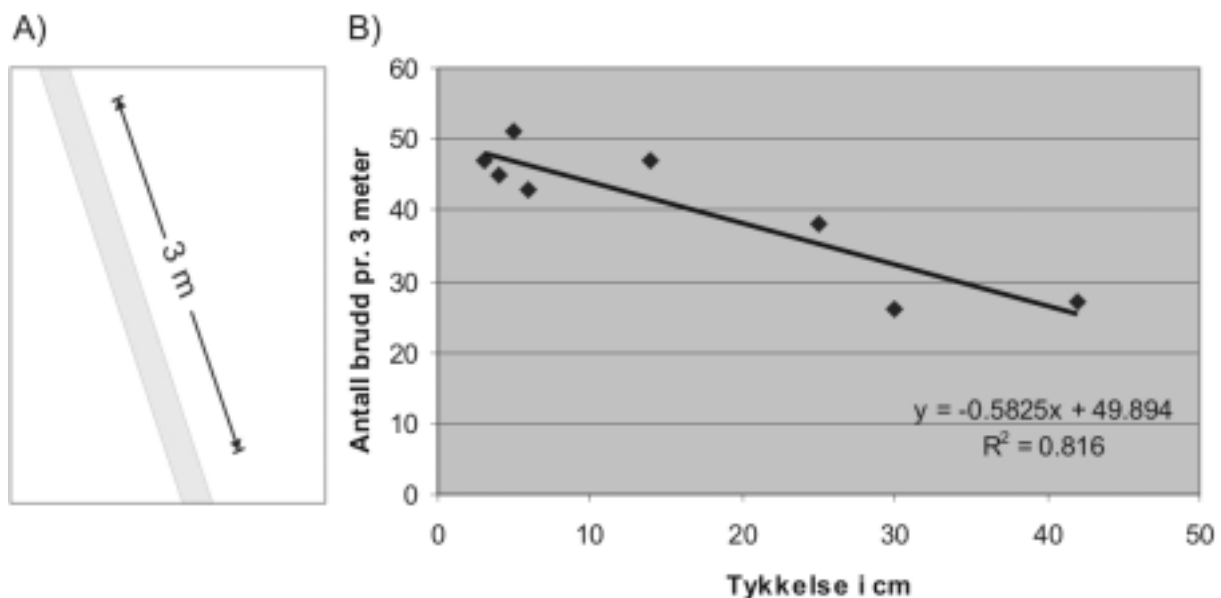 A)
3 m
B)
Antall brudd pr. 3 meter
60
50
40
30
20
10
0
y = -0.5825x + 49.894
R² = 0.816
0 10 20 30 40 50
Tykkelse i cm